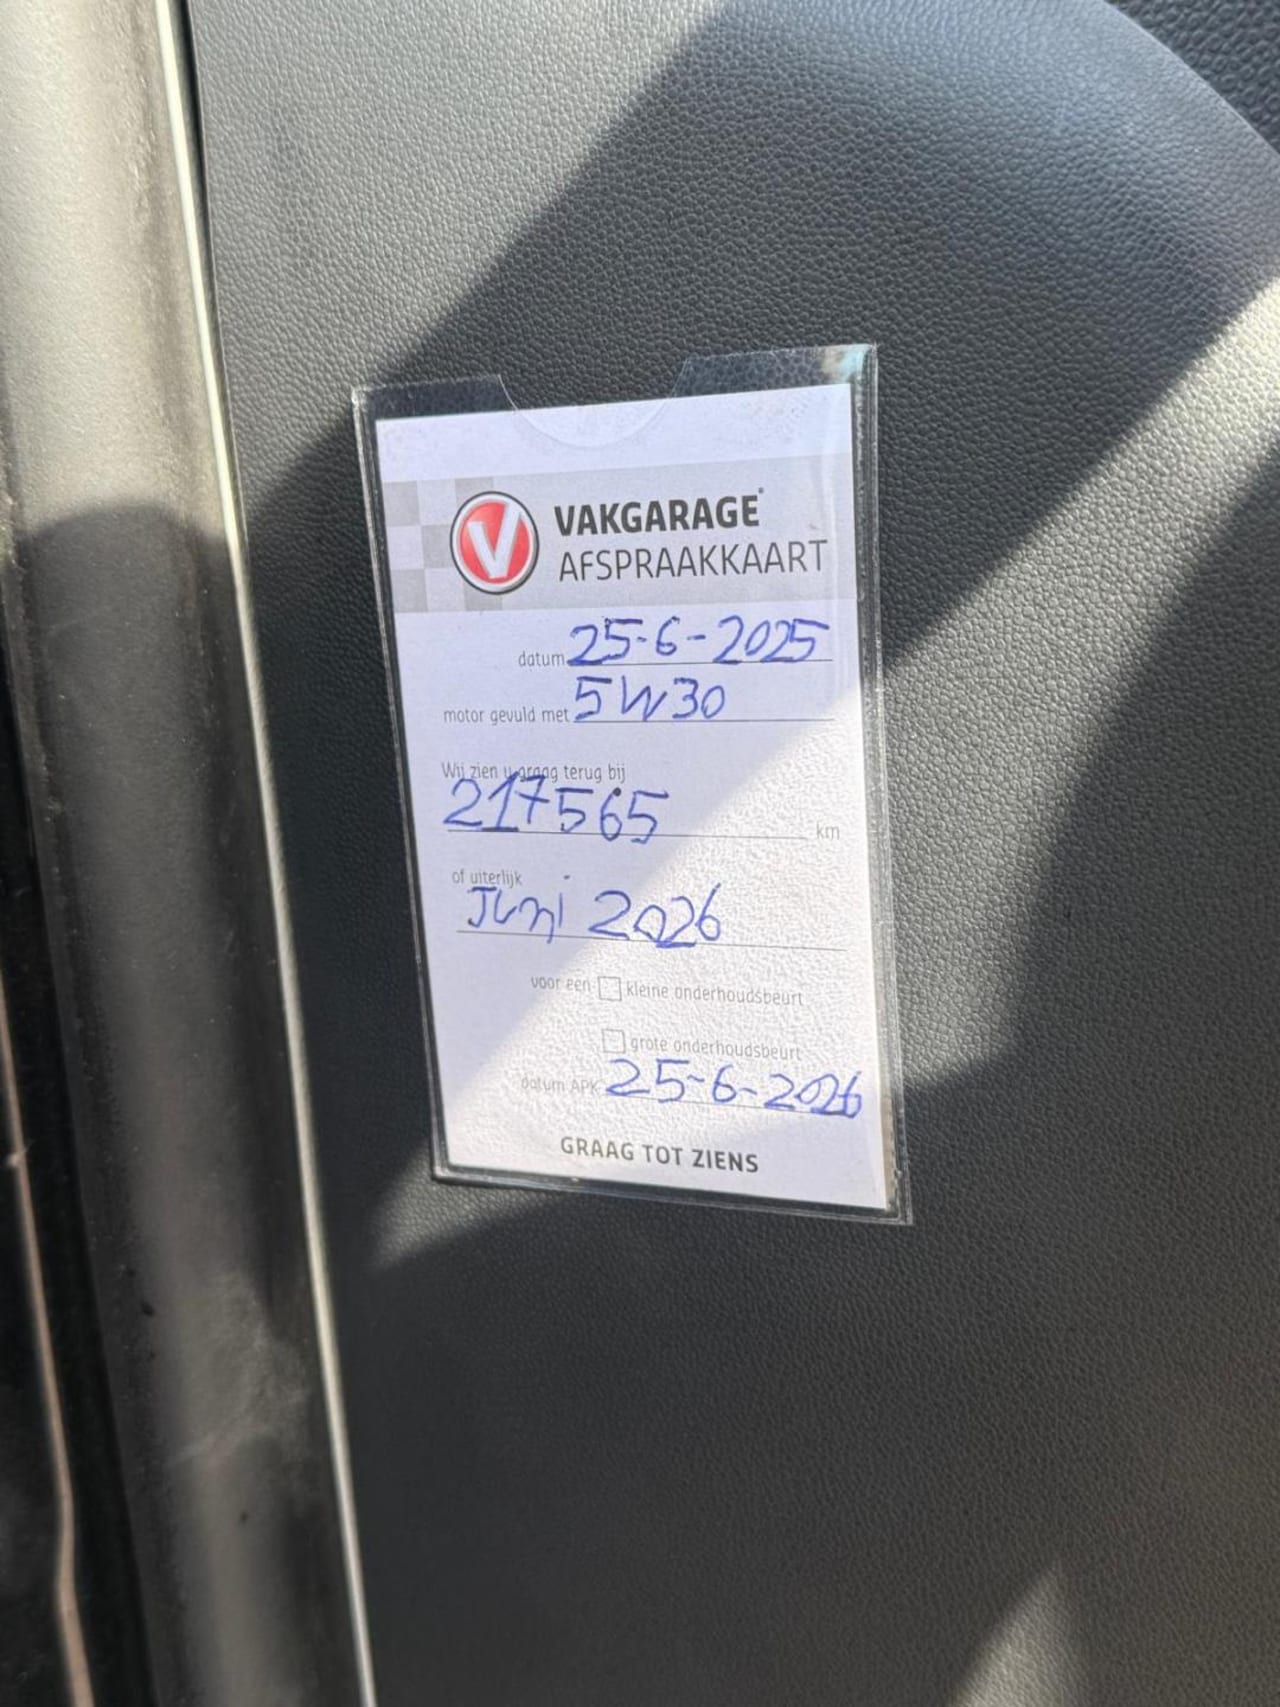 VAKGARAGE®
AFSPRAAKKAART
datum 25-6-2025
motor gevuld met 5W30
Wij zien u graag terug bij
217565 km
of uiterlijk
Juni 2026
voor een kleine onderhoudsbeurt
grote onderhoudsbeurt
datum APK 25-6-2026
GRAAG TOT ZIENS